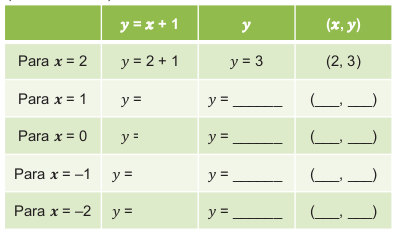 y = x + 1 y (x, y)
Para x = 2 y = 2 + 1 y = 3 (2, 3)
Para x = 1 y = y = ______ (___, ___)
Para x = 0 y = y = ______ (___, ___)
Para x = –1 y = y = ______ (___, ___)
Para x = –2 y = y = ______ (___, ___)